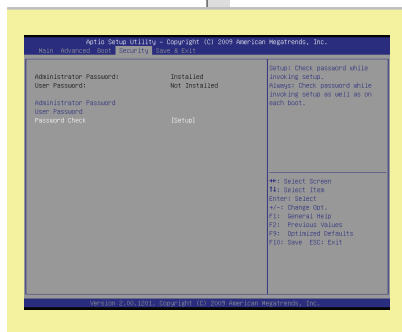 Aptio Setup Utility – Copyright (C) 2009 American Megatrends, Inc.
Main Advanced Boot Security Save & Exit
Administrator Password: Installed
User Password: Not Installed
Administrator Password
User Password
Password Check [Setup]
Setup: Check password while
invoking setup.
Always: Check password while
invoking setup as well as on
each boot.
→←: Select Screen
↑↓: Select Item
Enter: Select
+/-: Change Opt.
F1: General Help
F2: Previous Values
F9: Optimized Defaults
F10: Save ESC: Exit
Version 2.00.1201. Copyright (C) 2009 American Megatrends, Inc.